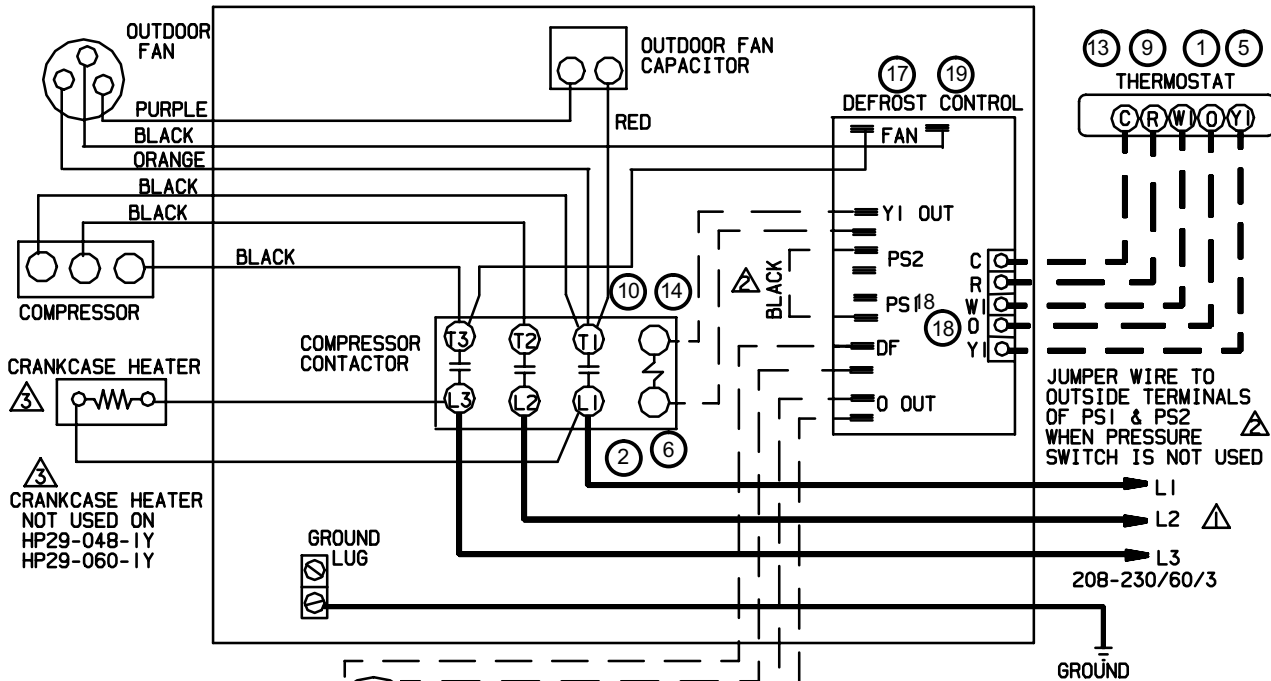 OUTDOOR
FAN
OUTDOOR FAN
CAPACITOR
13 9 1 5
THERMOSTAT
C R W1 O Y1
17 19
DEFROST CONTROL
FAN
PURPLE
RED
BLACK
ORANGE
BLACK
BLACK
BLACK
COMPRESSOR
Y1 OUT
2
BLACK
PS2
PS1
18
18
DF
O OUT
C
R
W1
O
Y1
10 14
COMPRESSOR
CONTACTOR
T3 T2 T1
L3 L2 L1
2 6
CRANKCASE HEATER
3
3
CRANKCASE HEATER
NOT USED ON
HP29-048-1Y
HP29-060-1Y
JUMPER WIRE TO
OUTSIDE TERMINALS
OF PS1 & PS2
WHEN PRESSURE
SWITCH IS NOT USED
2
L1
L2
1
L3
208-230/60/3
GROUND
LUG
GROUND